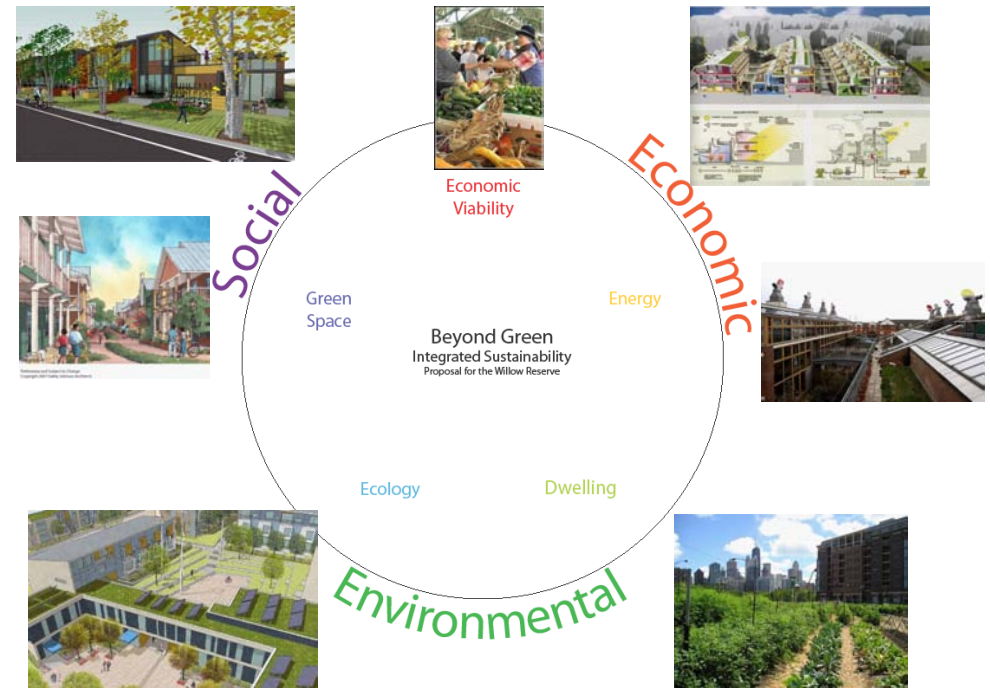 Social
Economic
Economic
Viability
Green
Space
Energy
Beyond Green
Integrated Sustainability
Proposal for the Willow Reserve
Ecology
Dwelling
Environmental